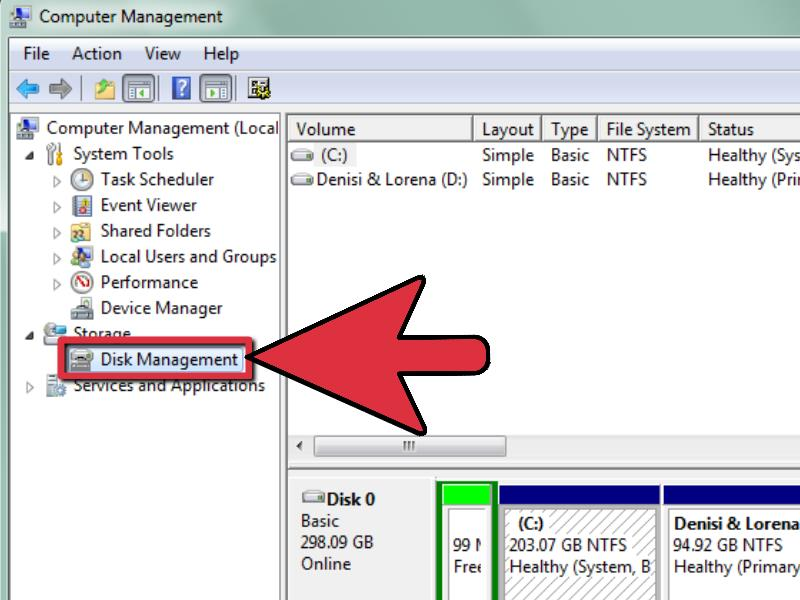 Computer Management
File Action View Help
Computer Management (Local
System Tools
Task Scheduler
Event Viewer
Shared Folders
Local Users and Groups
Performance
Device Manager
Storage
Disk Management
Services and Applications
Volume Layout Type File System Status
(C:) Simple Basic NTFS Healthy (Sys
Denisi & Lorena (D:) Simple Basic NTFS Healthy (Pri
Disk 0
Basic
298.09 GB
Online
99 M
Free
(C:)
203.07 GB NTFS
Healthy (System, B
Denisi & Lorena
94.92 GB NTFS
Healthy (Primary